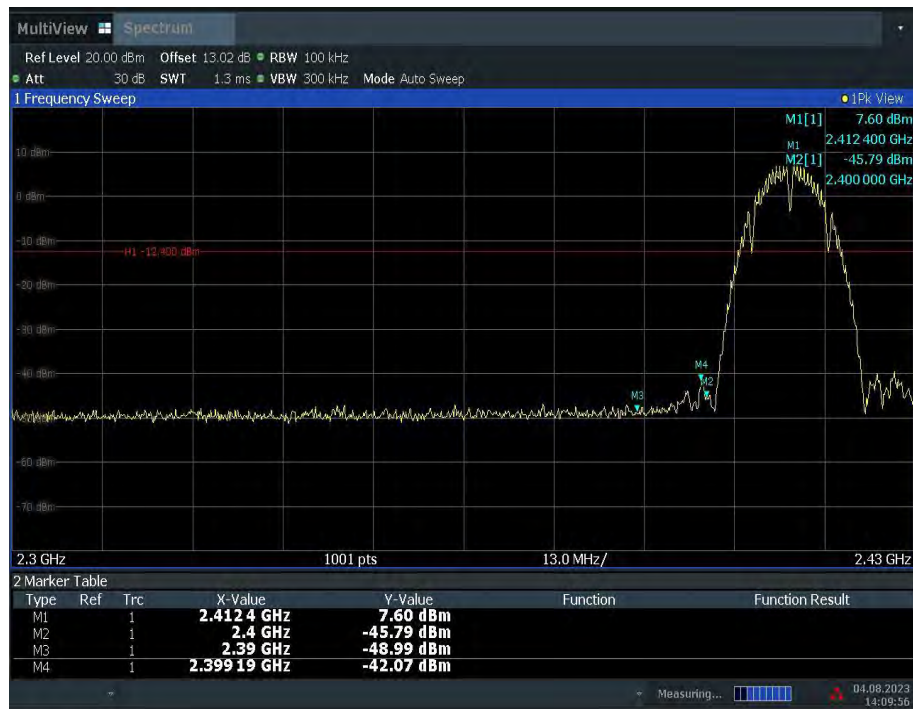 MultiView Spectrum
Ref Level 20.00 dBm Offset 13.02 dB RBW 100 kHz
Att 30 dB SWT 1.3 ms VBW 300 kHz Mode Auto Sweep
1 Frequency Sweep 1Pk View
M1[1] 7.60 dBm
2.412 400 GHz
M1
M2[1] -45.79 dBm
2.400 000 GHz
10 dBm
0 dBm
-10 dBm
H1 -12.400 dBm
-20 dBm
-30 dBm
M4
-40 dBm
M2
M3
-60 dBm
-70 dBm
2.3 GHz 1001 pts 13.0 MHz/ 2.43 GHz
2 Marker Table
Type Ref Trc X-Value Y-Value Function Function Result
M1 1 2.412 4 GHz 7.60 dBm
M2 1 2.4 GHz -45.79 dBm
M3 1 2.39 GHz -48.99 dBm
M4 1 2.399 19 GHz -42.07 dBm
Measuring... 04.08.2023
14:09:56